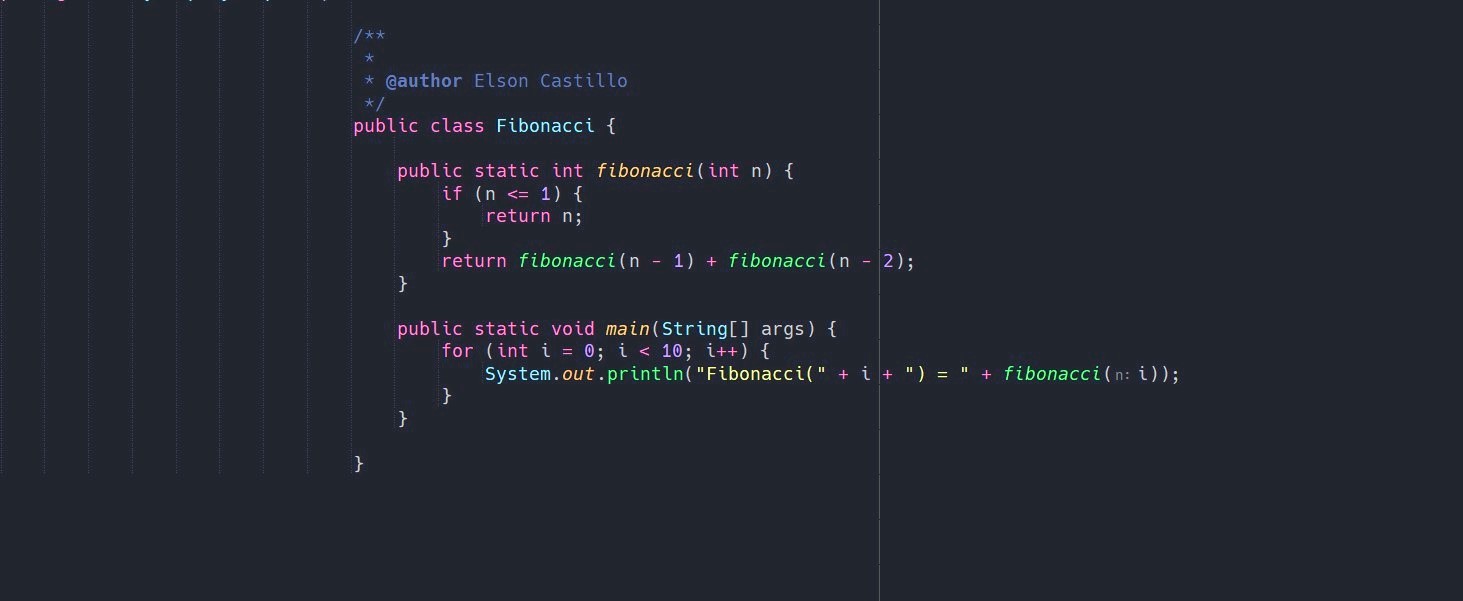 /**
 *
 * @author Elson Castillo
 */
public class Fibonacci {

    public static int fibonacci(int n) {
        if (n <= 1) {
            return n;
        }
        return fibonacci(n - 1) + fibonacci(n - 2);
    }

    public static void main(String[] args) {
        for (int i = 0; i < 10; i++) {
            System.out.println("Fibonacci(" + i + ") = " + fibonacci(n: i));
        }
    }

}